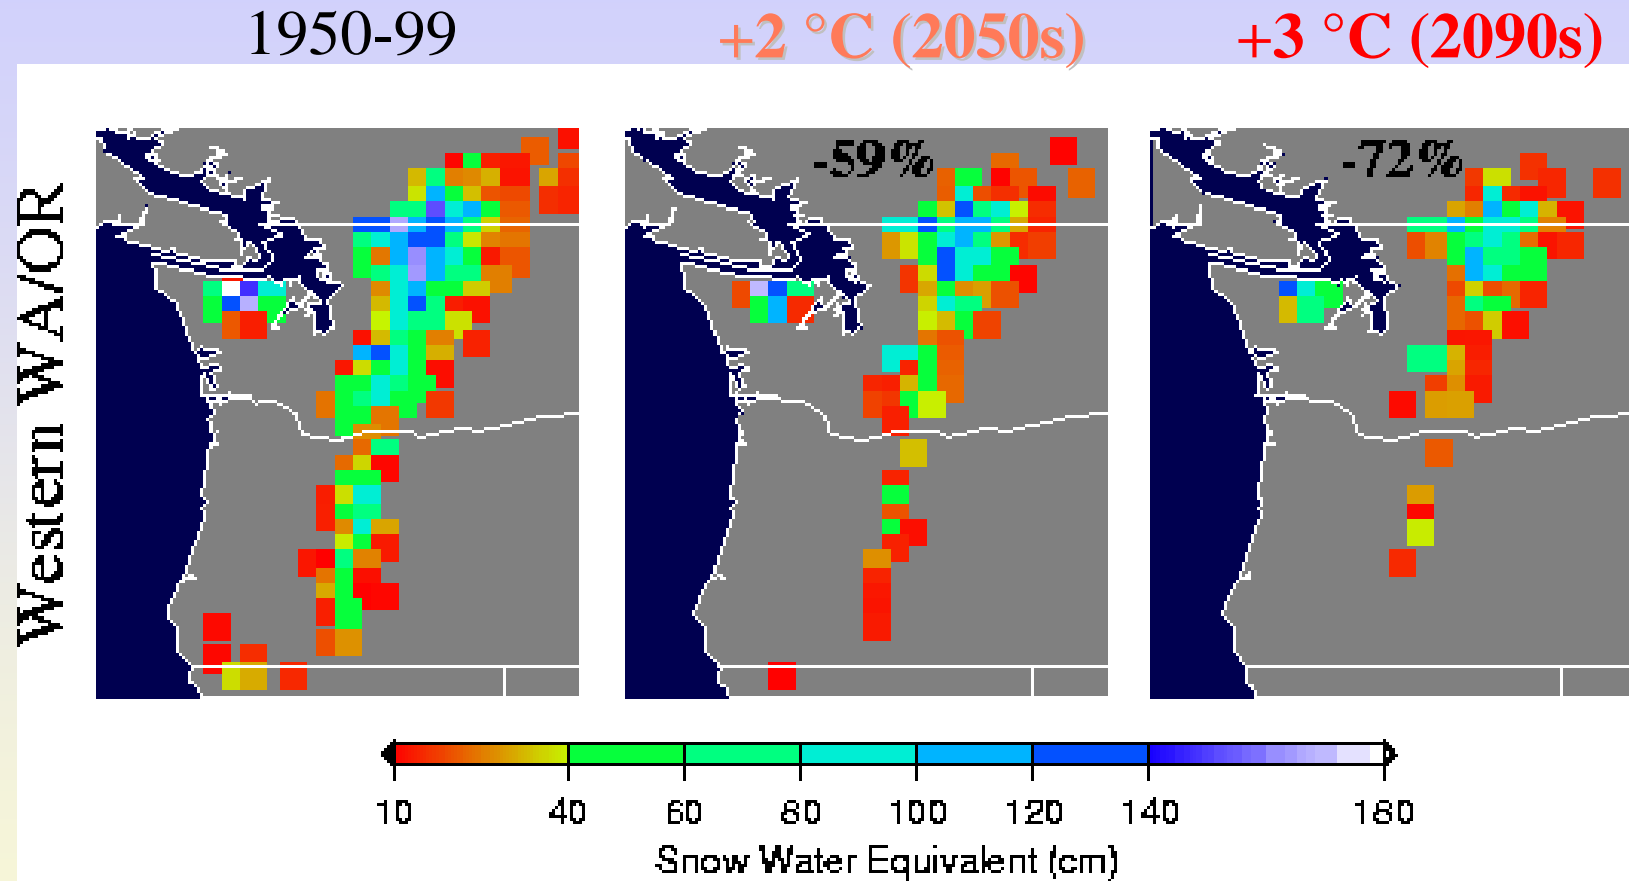 1950-99
+2 °C (2050s)
+3 °C (2090s)
-59%
-72%
Western WA/OR
10 40 60 80 100 120 140 180
Snow Water Equivalent (cm)